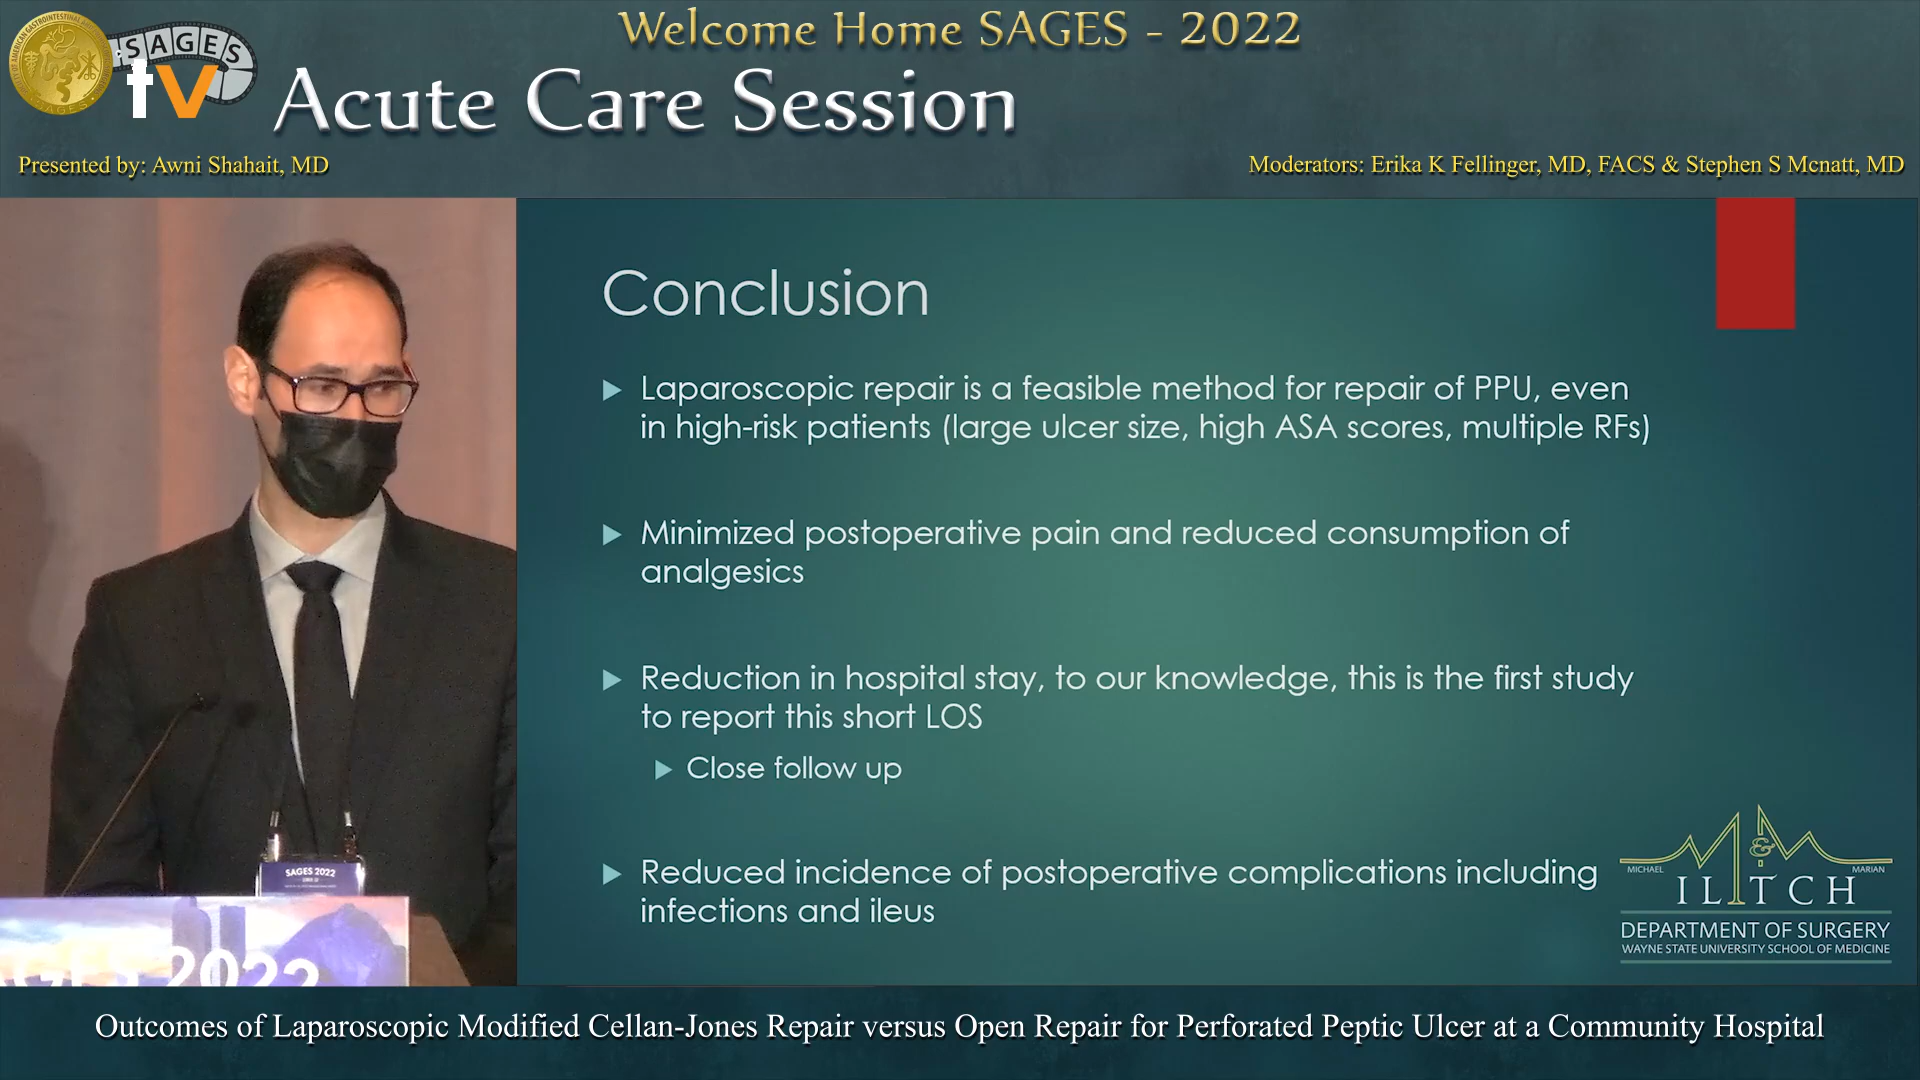 Welcome Home SAGES - 2022
SAGES
tv
Acute Care Session
Presented by: Awni Shahait, MD
Moderators: Erika K Fellinger, MD, FACS & Stephen S Mcnatt, MD
Conclusion
Laparoscopic repair is a feasible method for repair of PPU, even
in high-risk patients (large ulcer size, high ASA scores, multiple RFs)
Minimized postoperative pain and reduced consumption of
analgesics
Reduction in hospital stay, to our knowledge, this is the first study
to report this short LOS
Close follow up
Reduced incidence of postoperative complications including
infections and ileus
M&M
MICHAEL MARIAN
ILITCH
DEPARTMENT OF SURGERY
WAYNE STATE UNIVERSITY SCHOOL OF MEDICINE
SAGES 2022
SAGES 2022
Outcomes of Laparoscopic Modified Cellan-Jones Repair versus Open Repair for Perforated Peptic Ulcer at a Community Hospital